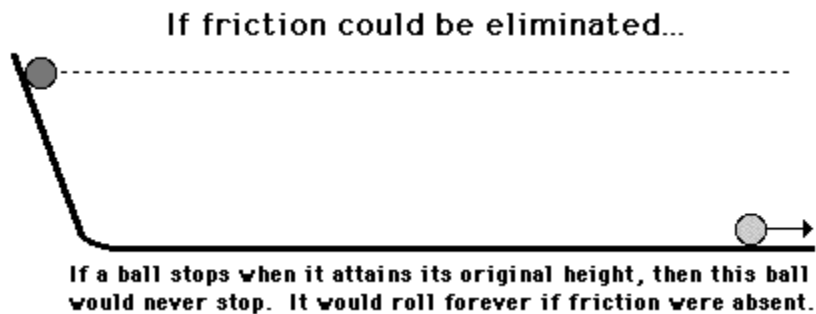 If friction could be eliminated...
If a ball stops when it attains its original height, then this ball
would never stop. It would roll forever if friction were absent.